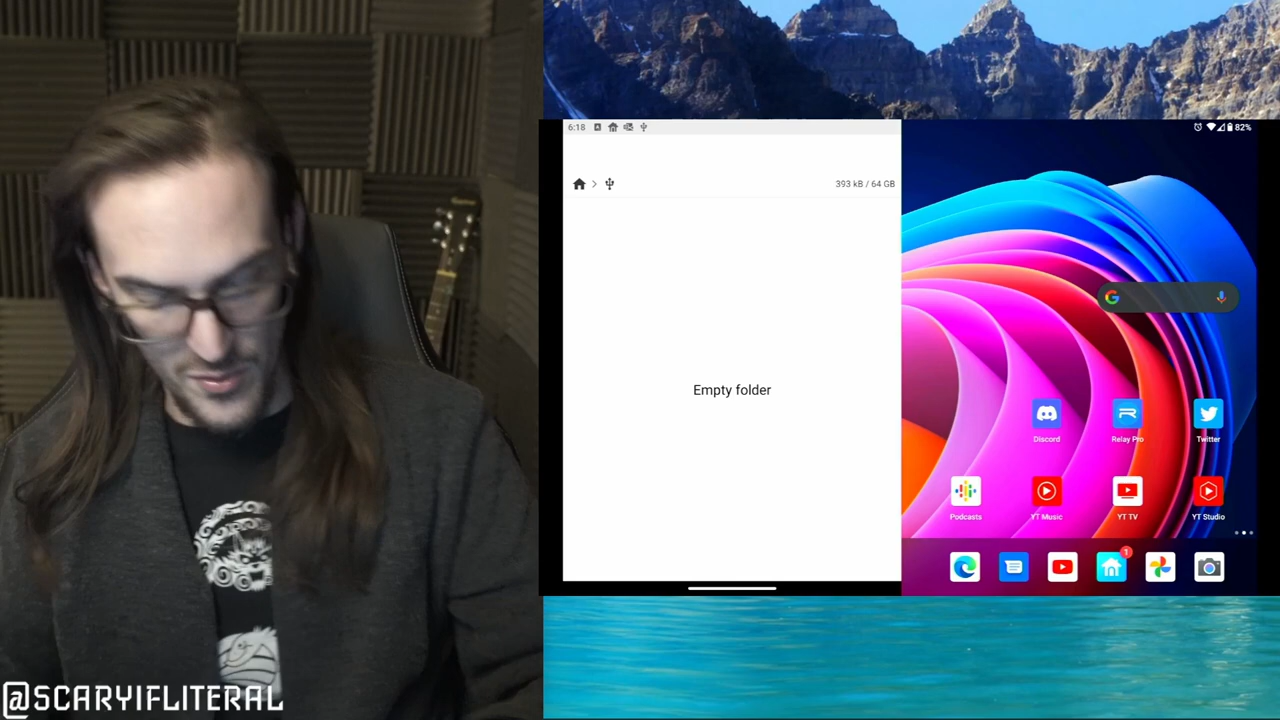 6:18
82%
393 kB / 64 GB
Empty folder
Discord
Relay Pro
Twitter
Podcasts
YT Music
YT TV
YT Studio
1
@SCARYIFLITERAL